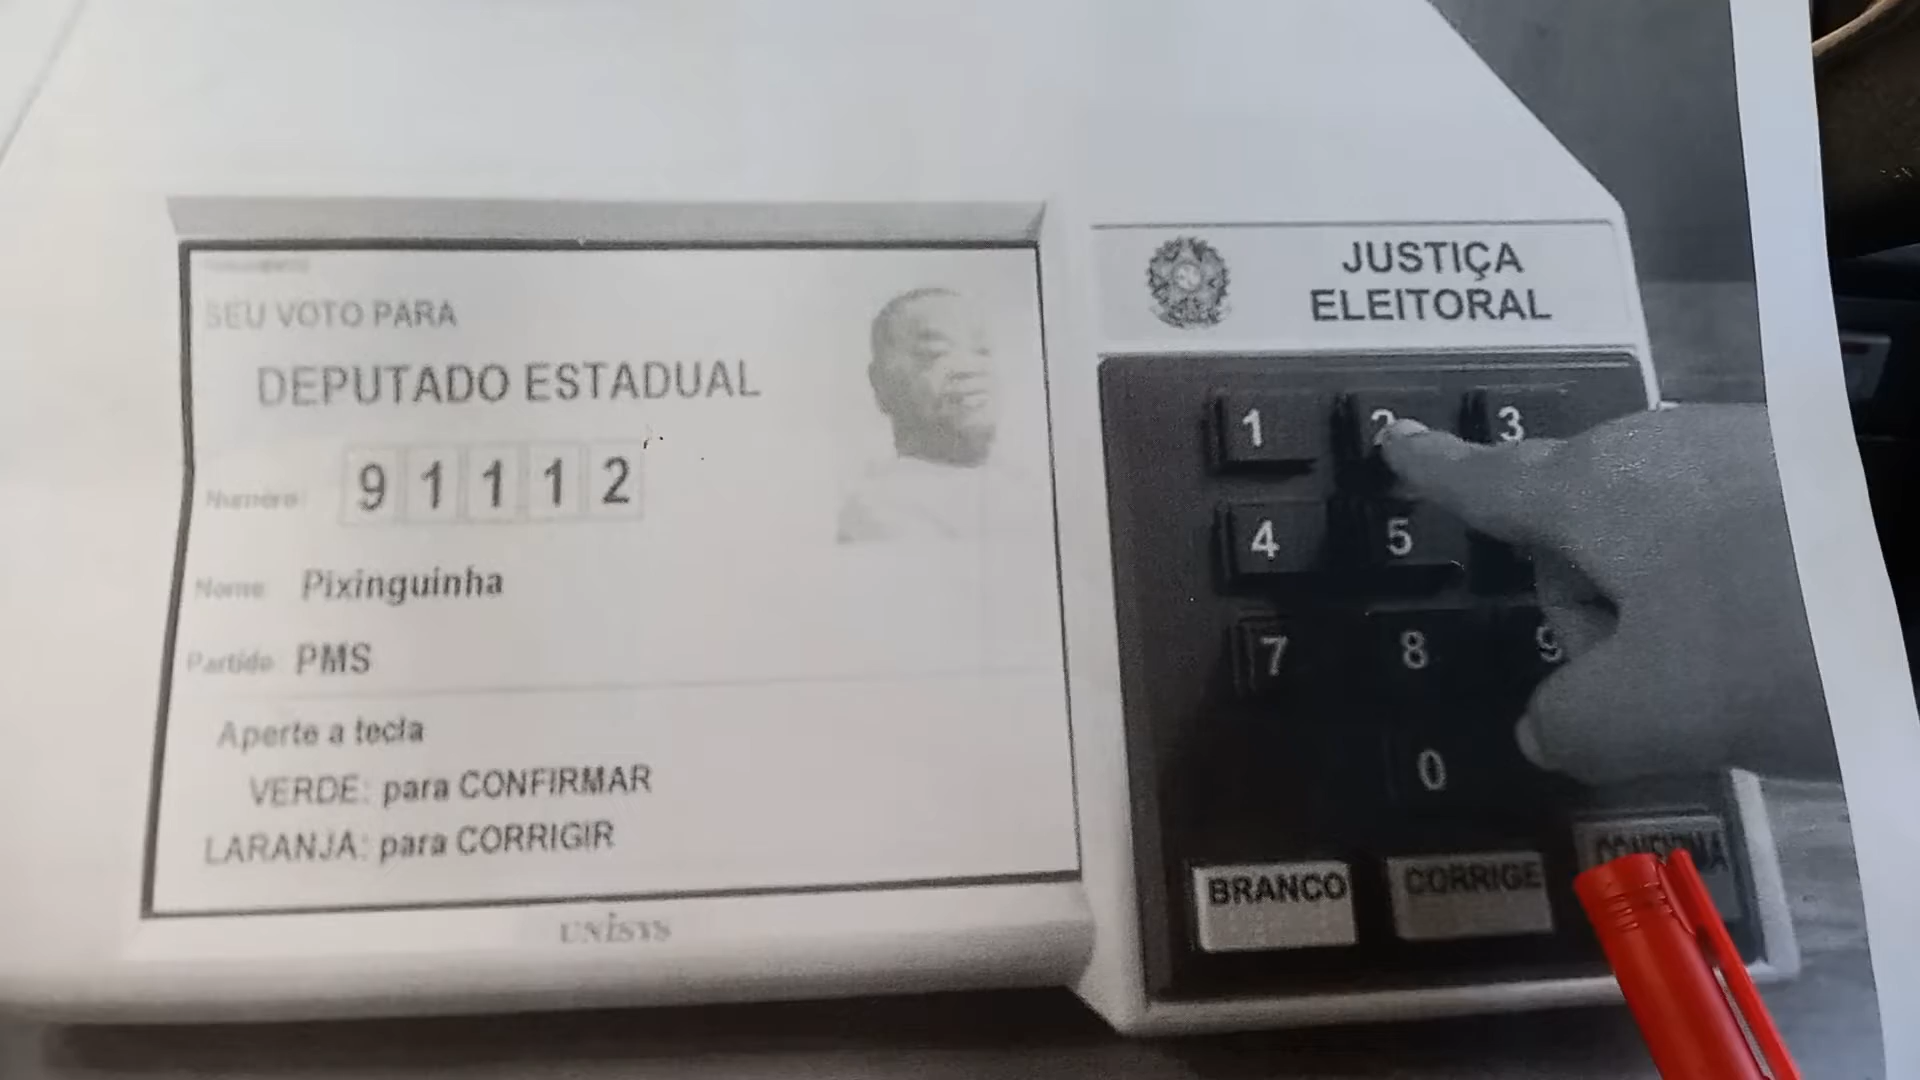 SEU VOTO PARA
DEPUTADO ESTADUAL
Número: 9 1 1 1 2
Nome: Pixinguinha
Partido: PMS
Aperte a tecla
VERDE: para CONFIRMAR
LARANJA: para CORRIGIR
UNISYS
JUSTIÇA
ELEITORAL
1 2 3
4 5
7 8 9
0
BRANCO CORRIGE CONFIRMA